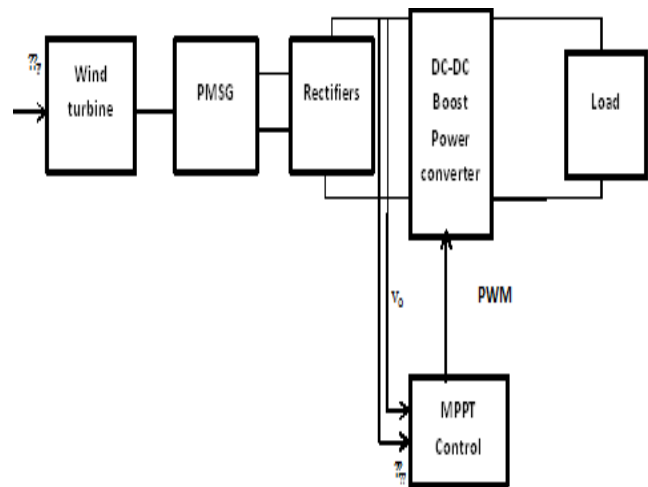 Wind
turbine
PMSG
Rectifiers
DC-DC
Boost
Power
converter
Load
V₀
PWM
MPPT
Control